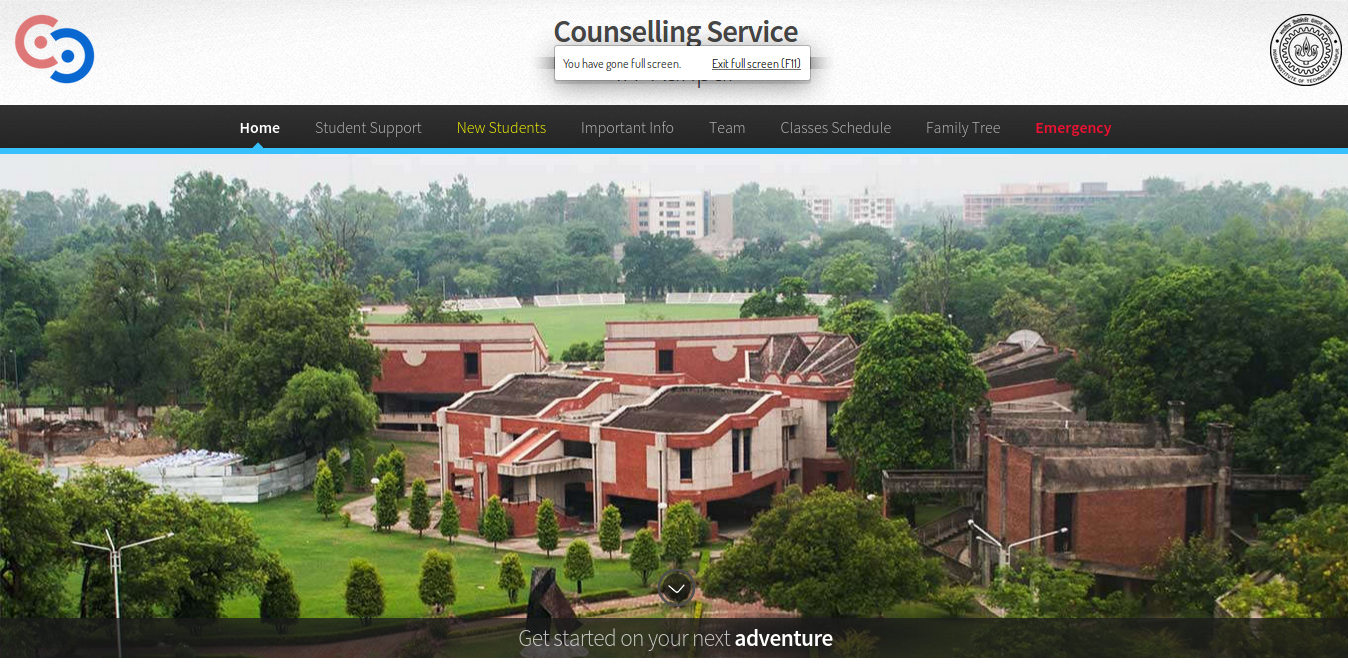 Counselling Service
You have gone full screen. Exit full screen (F11)
Home Student Support New Students Important Info Team Classes Schedule Family Tree Emergency
Get started on your next adventure